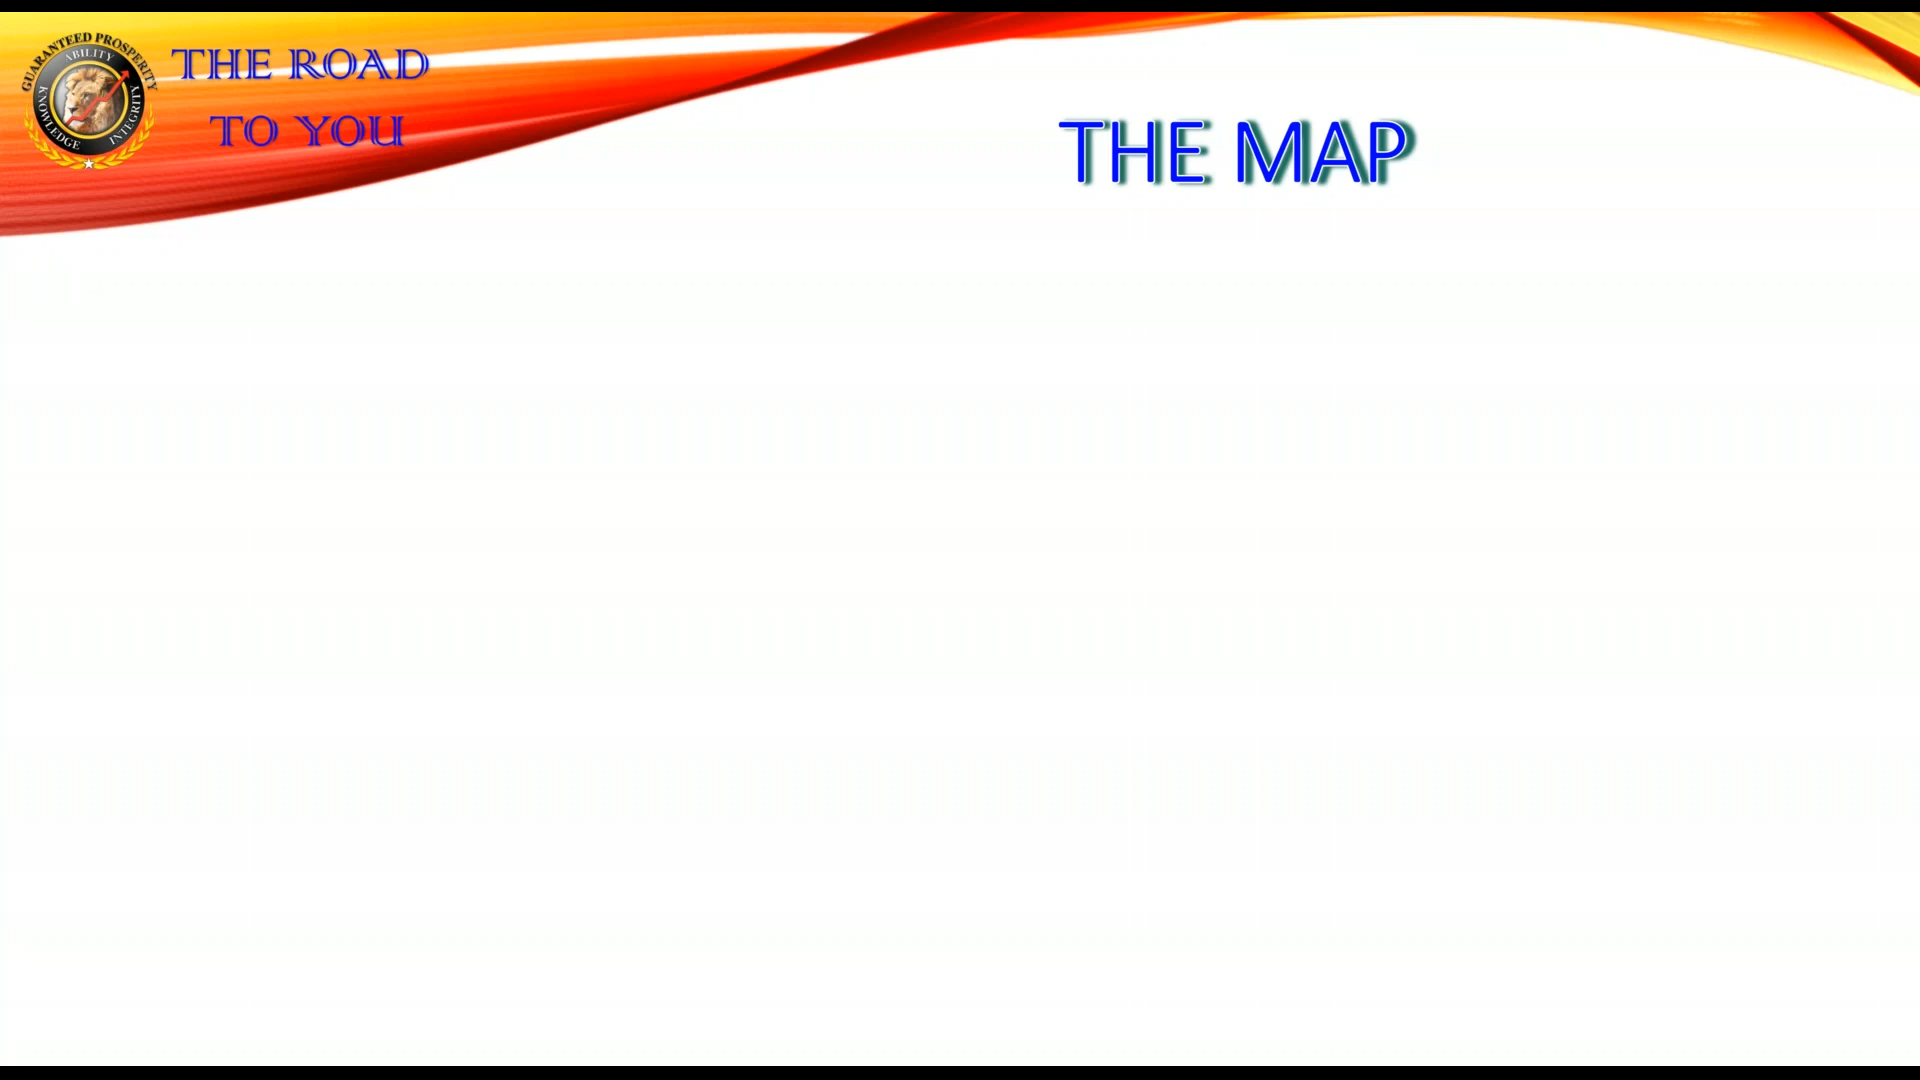 GUARANTEED PROSPERITY
ABILITY
KNOWLEDGE
INTEGRITY
THE ROAD
TO YOU
THE MAP